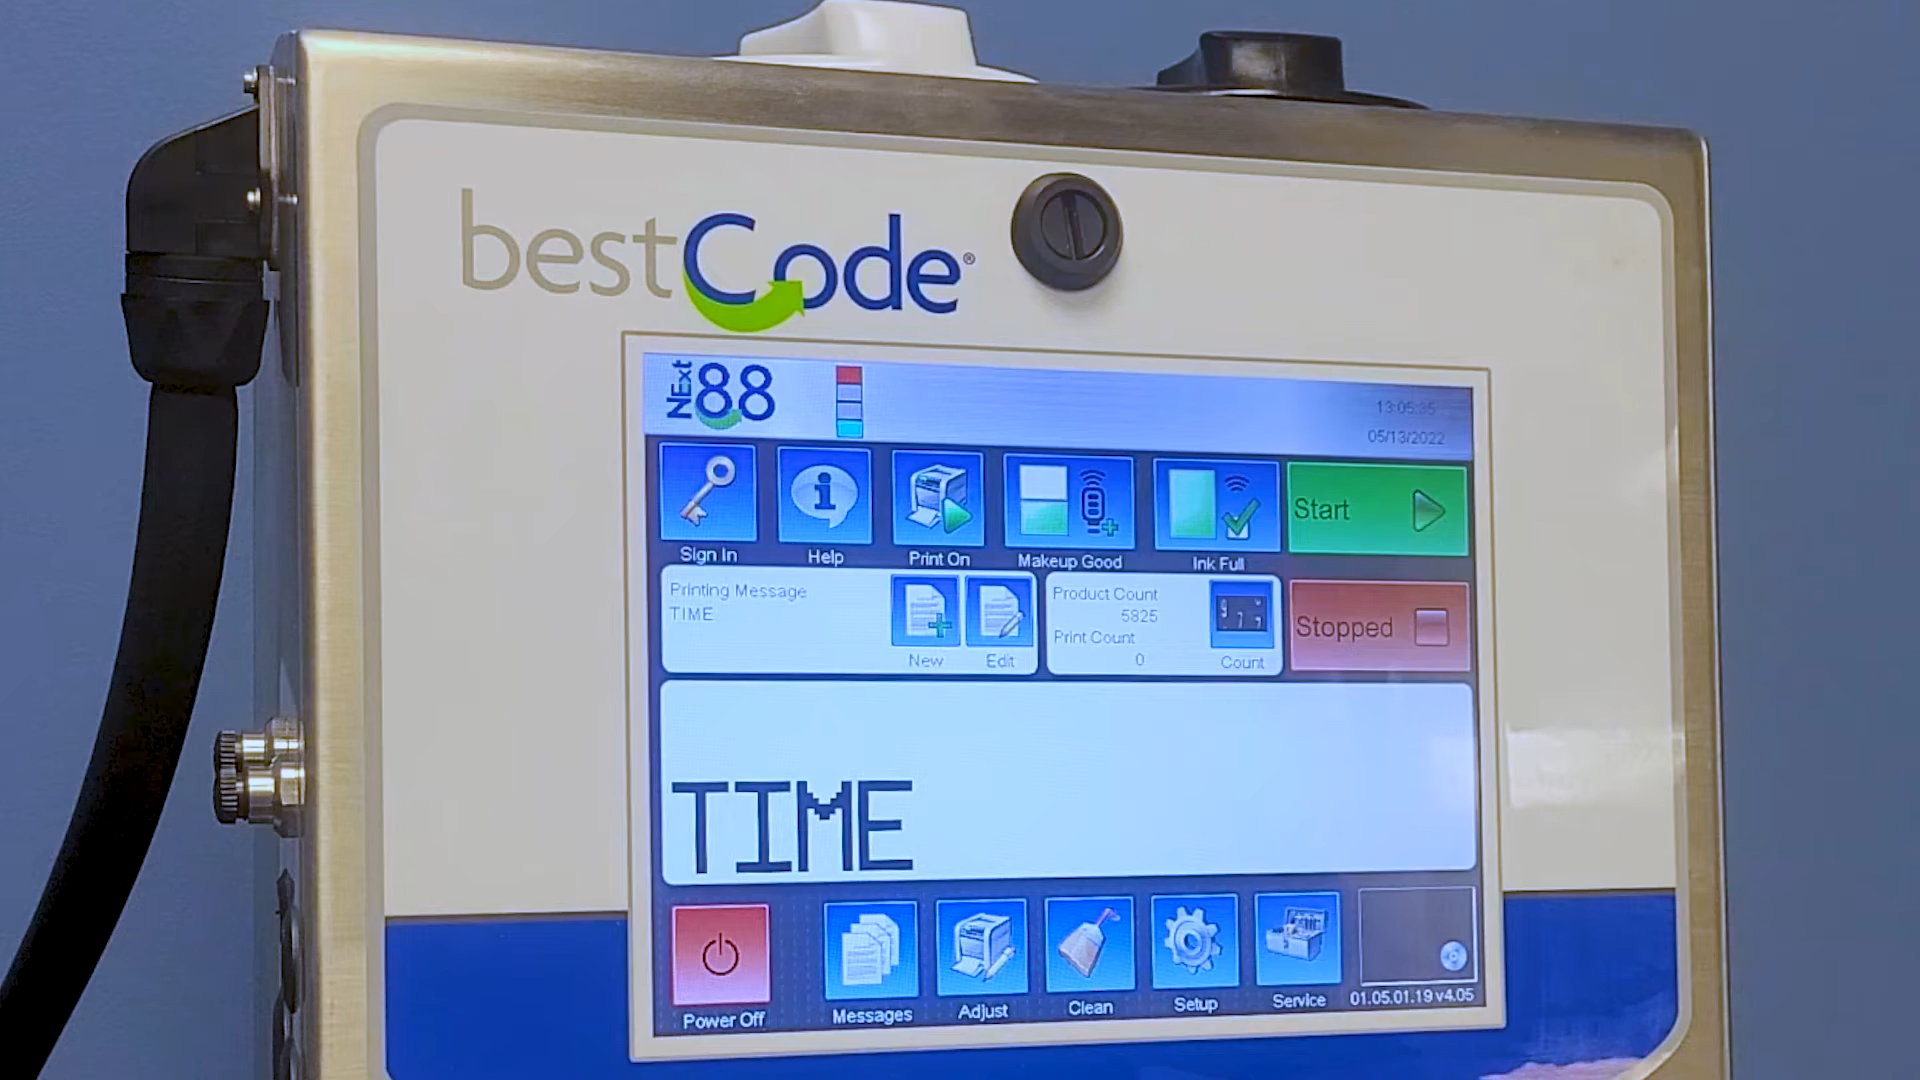 bestCode®
NExt 88
13:05:35
05/13/2022
Sign In
Help
Print On
Makeup Good
Ink Full
Start
Printing Message
TIME
New
Edit
Product Count
5825
Print Count
0
Count
Stopped
TIME
Power Off
Messages
Adjust
Clean
Setup
Service
01.05.01.19 v4.05